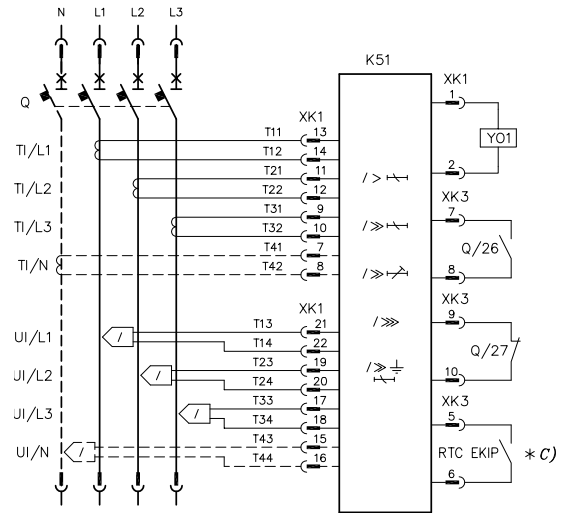 N L1 L2 L3
K51
XK1
1
Q
XK1
T11 13
YO1
TI/L1
T12 14
T21 11
2
TI/L2
T22 12
/ >
XK3
T31 9
7
TI/L3
T32 10
/ >>
Q/26
T41 7
TI/N
T42 8
/ >>
8
XK1
XK3
T13 21
/ >>>
9
UI/L1
/
T14 22
Q/27
T23 19
/ >>
UI/L2
/
T24 20
10
T33 17
XK3
UI/L3
/
T34 18
5
T43 15
UI/N
/
RTC EKIP
* C)
T44 16
6